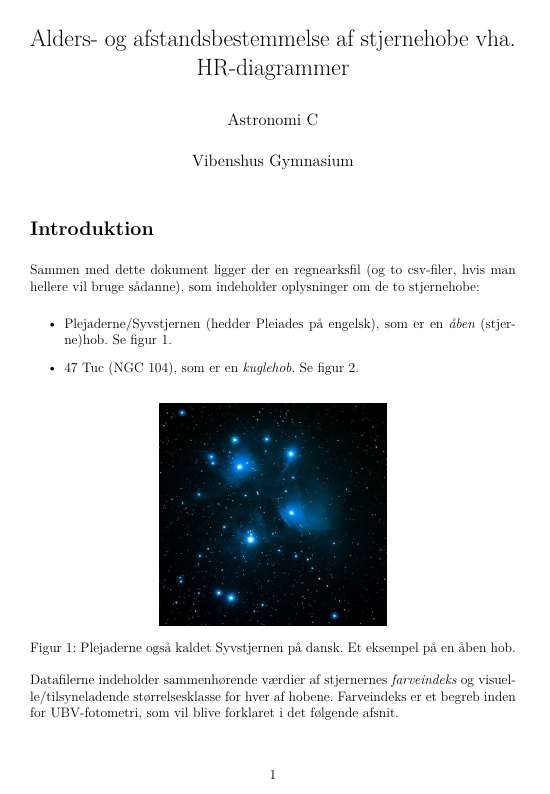 Alders- og afstandsbestemmelse af stjernehobe vha.
HR-diagrammer
Astronomi C
Vibenshus Gymnasium
Introduktion
Sammen med dette dokument ligger der en regnearksfil (og to csv-filer, hvis man
hellere vil bruge sådanne), som indeholder oplysninger om de to stjernehobe:
• Plejaderne/Syvstjernen (hedder Pleiades på engelsk), som er en åben (stjer-
ne)hob. Se figur 1.
• 47 Tuc (NGC 104), som er en kuglehob. Se figur 2.
Figur 1: Plejaderne også kaldet Syvstjernen på dansk. Et eksempel på en åben hob.
Datafilerne indeholder sammenhørende værdier af stjernernes farveindeks og visuel-
le/tilsyneladende størrelsesklasse for hver af hobene. Farveindeks er et begreb inden
for UBV-fotometri, som vil blive forklaret i det følgende afsnit.
1